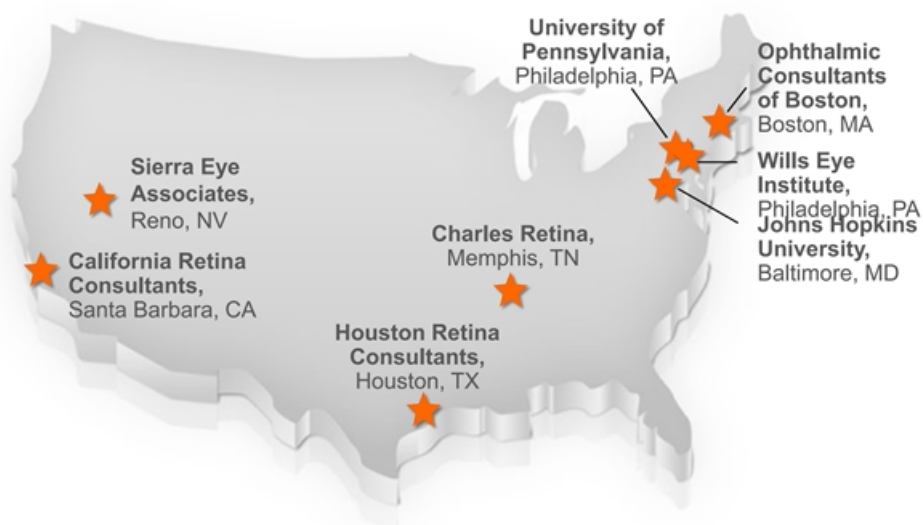 University of
Pennsylvania,
Philadelphia, PA
Ophthalmic
Consultants
of Boston,
Boston, MA
Wills Eye
Institute,
Philadelphia, PA
Johns Hopkins
University,
Baltimore, MD
Sierra Eye
Associates,
Reno, NV
California Retina
Consultants,
Santa Barbara, CA
Charles Retina,
Memphis, TN
Houston Retina
Consultants,
Houston, TX